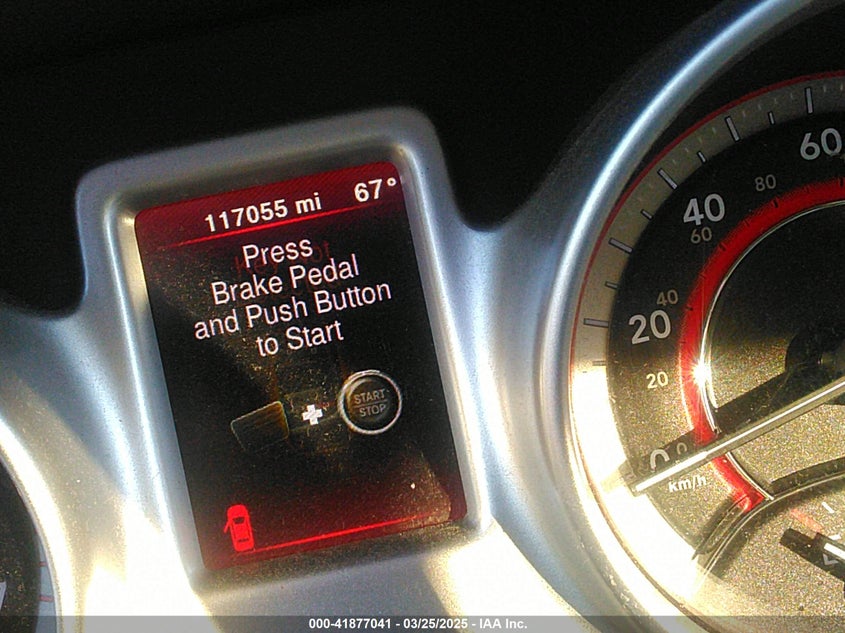 117055 mi 67°
Press
Brake Pedal
and Push Button
to Start
START
STOP
60
80
40
60
40
20
20
0 0
km/h
000-41877041 - 03/25/2025 - IAA Inc.